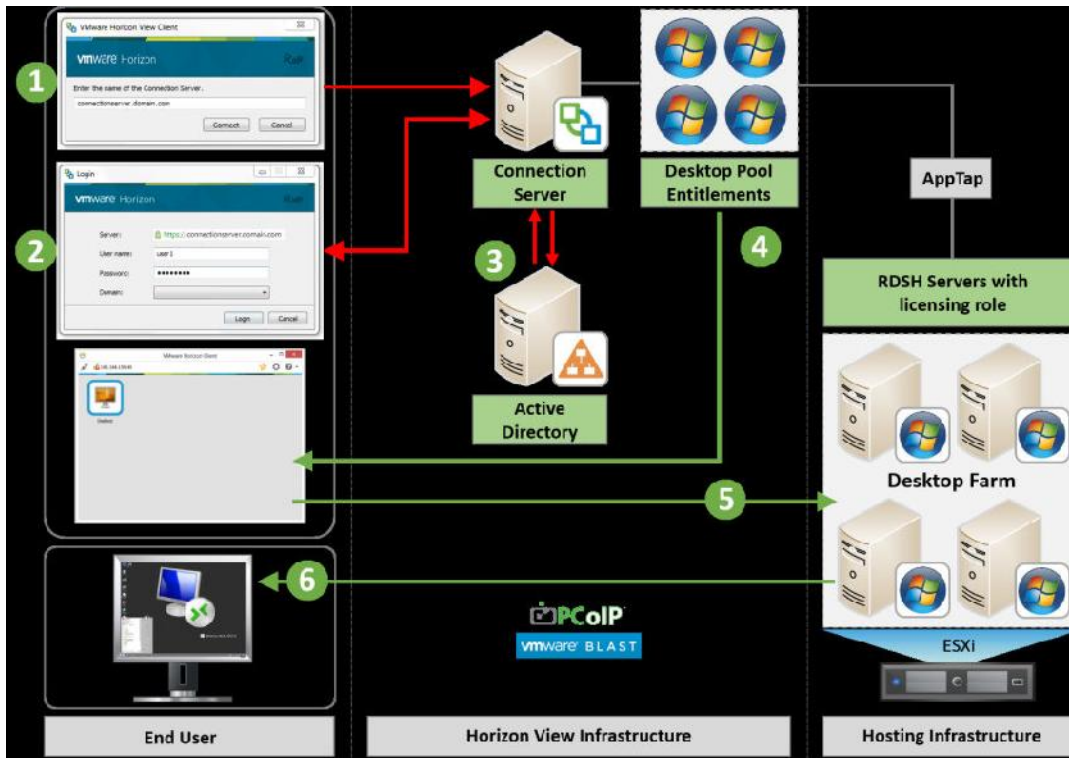 VMware Horizon View Client
vmware Horizon
Enter the name of the Connection Server.
connectionserver.domain.com
Connect
Cancel
1
Login
vmware Horizon
Server:
https://connectionserver.domain.com
User name:
user1
Password:
Domain:
Login
Cancel
2
VMware Horizon Client
Connection
Server
3
Active
Directory
Desktop Pool
Entitlements
4
AppTap
RDSH Servers with
licensing role
Desktop Farm
5
6
PCoIP
vmware BLAST
ESXi
End User
Horizon View Infrastructure
Hosting Infrastructure